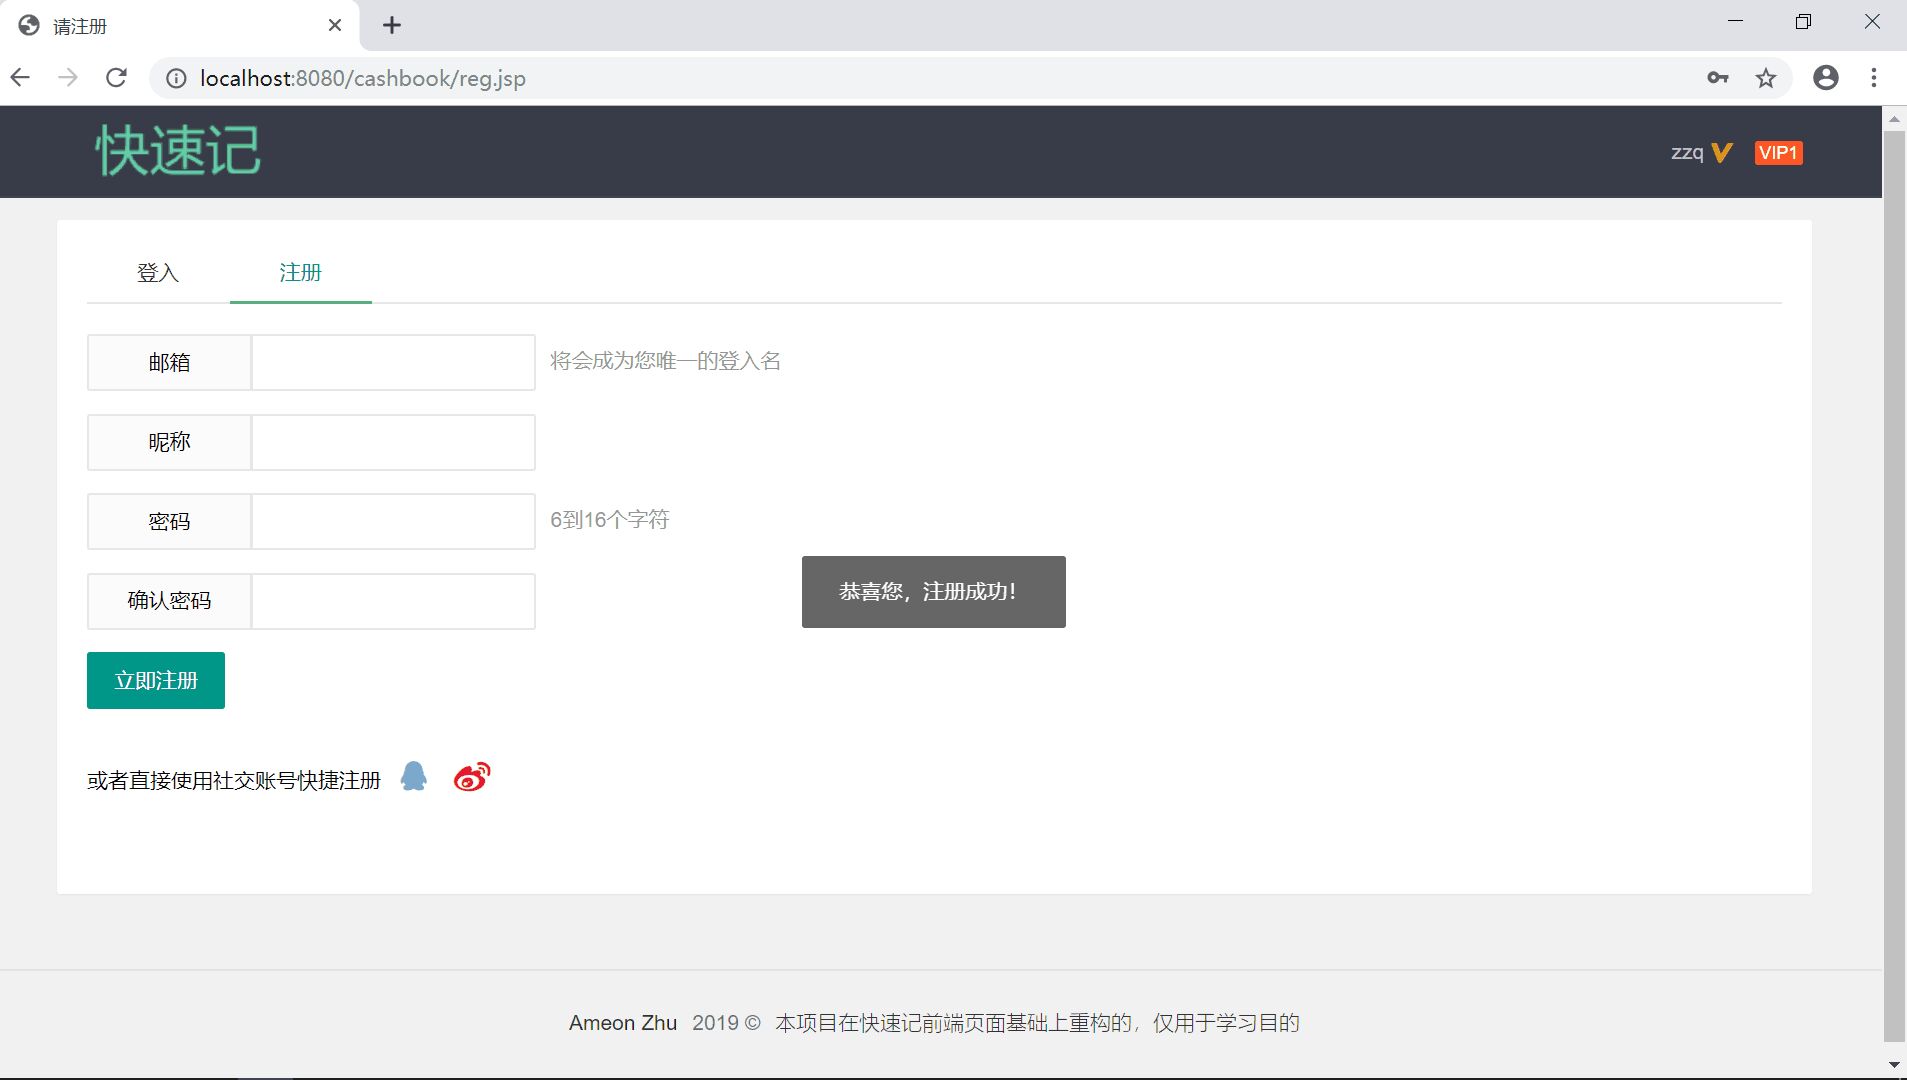 请注册
localhost:8080/cashbook/reg.jsp
快速记
zzq VIP1
登入 注册
邮箱 将会成为您唯一的登入名
昵称
密码 6到16个字符
确认密码
恭喜您，注册成功！
立即注册
或者直接使用社交账号快捷注册
Ameon Zhu 2019 © 本项目在快速记前端页面基础上重构的，仅用于学习目的